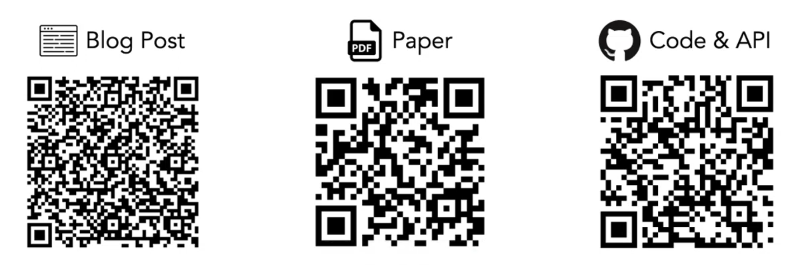 Blog Post
PDF
Paper
Code & API